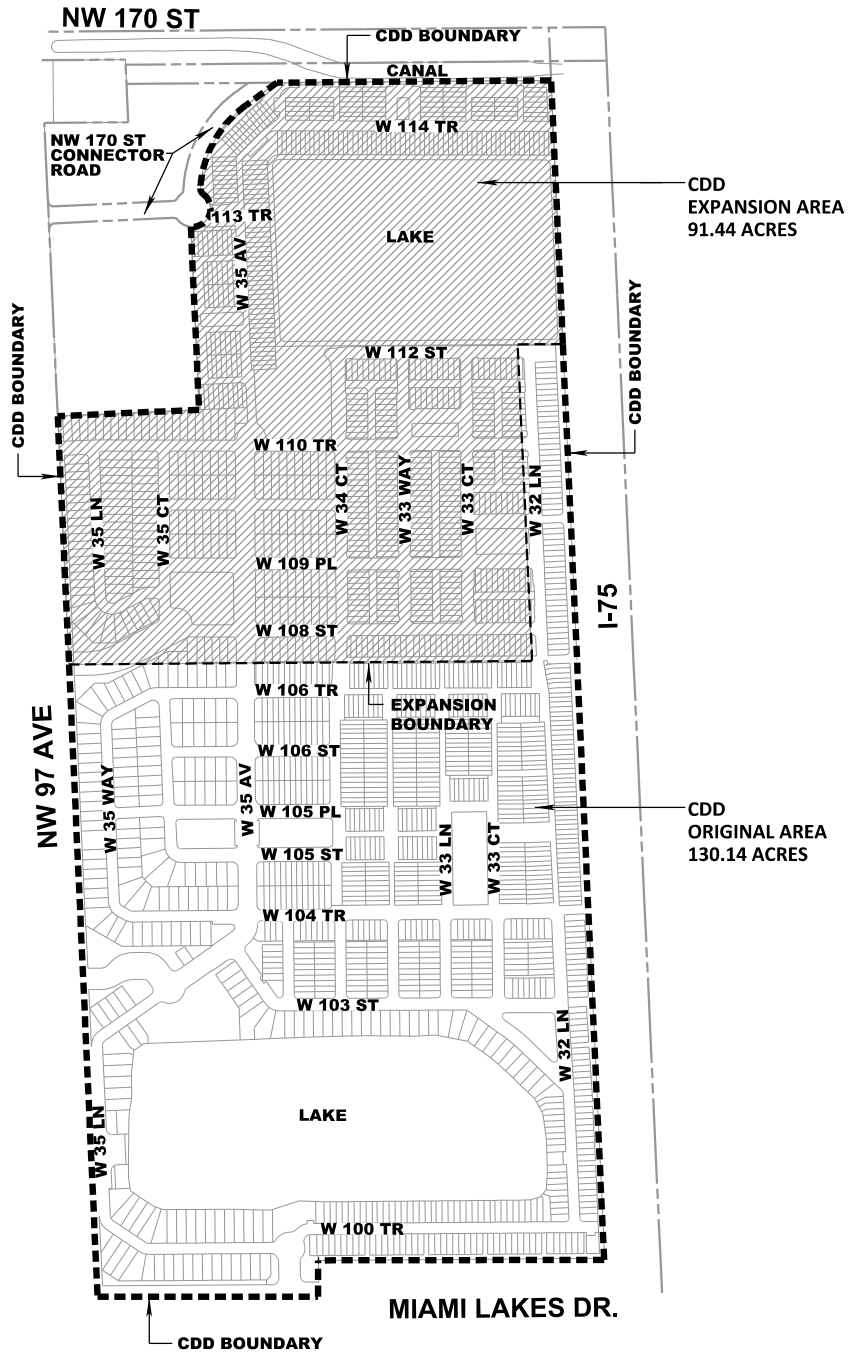 NW 170 ST
CDD BOUNDARY
CANAL
W 114 TR
NW 170 ST
CONNECTOR
ROAD
CDD
EXPANSION AREA
91.44 ACRES
113 TR
LAKE
W 35 AV
CDD BOUNDARY
CDD BOUNDARY
W 112 ST
W 110 TR
W 35 LN
W 35 CT
W 34 CT
W 33 WAY
W 33 CT
W 32 LN
W 109 PL
I-75
W 108 ST
W 106 TR
EXPANSION
BOUNDARY
NW 97 AVE
W 106 ST
W 35 WAY
W 35 AV
CDD
ORIGINAL AREA
130.14 ACRES
W 105 PL
W 105 ST
W 33 LN
W 33 CT
W 104 TR
W 103 ST
W 32 LN
LAKE
W 35 LN
W 100 TR
MIAMI LAKES DR.
CDD BOUNDARY